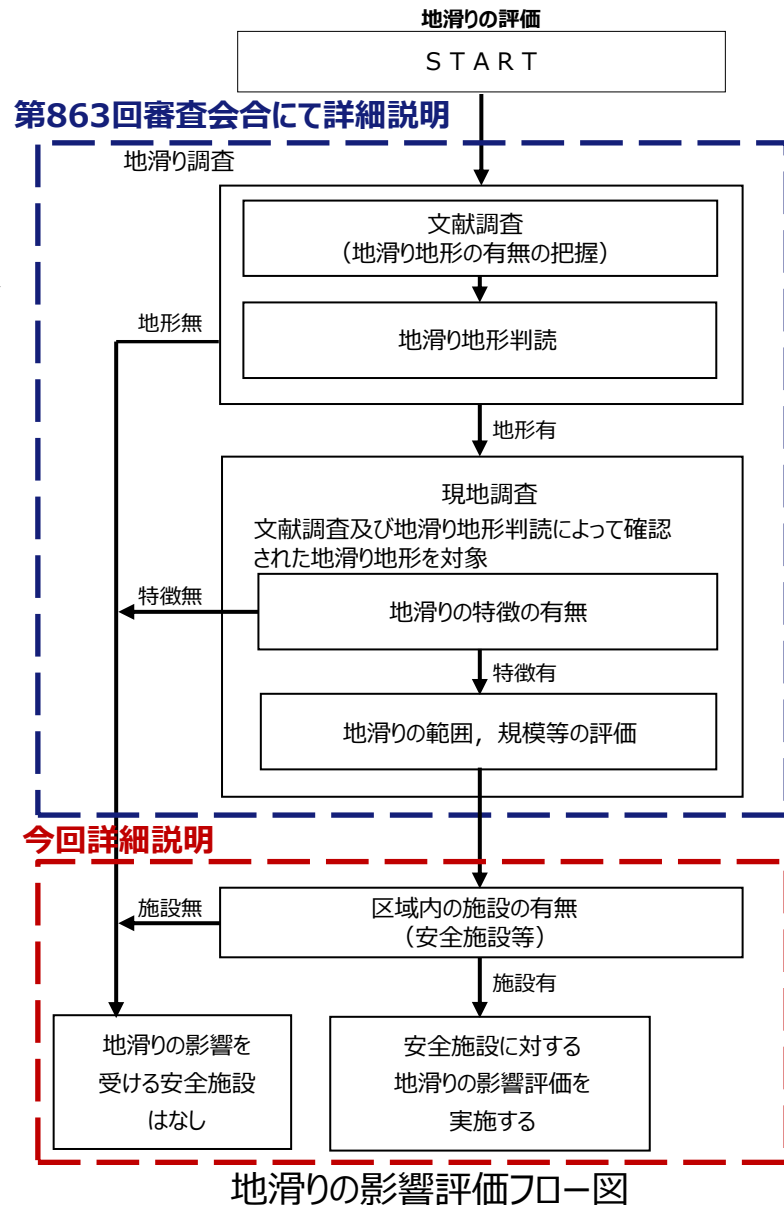 地滑りの評価
ＳＴＡＲＴ
第863回審査会合にて詳細説明
地滑り調査
文献調査
（地滑り地形の有無の把握）
地形無
地滑り地形判読
地形有
現地調査
文献調査及び地滑り地形判読によって確認
された地滑り地形を対象
特徴無
地滑りの特徴の有無
特徴有
地滑りの範囲，規模等の評価
今回詳細説明
施設無
区域内の施設の有無
（安全施設等）
施設有
地滑りの影響を
受ける安全施設
はなし
安全施設に対する
地滑りの影響評価を
実施する
地滑りの影響評価フロー図